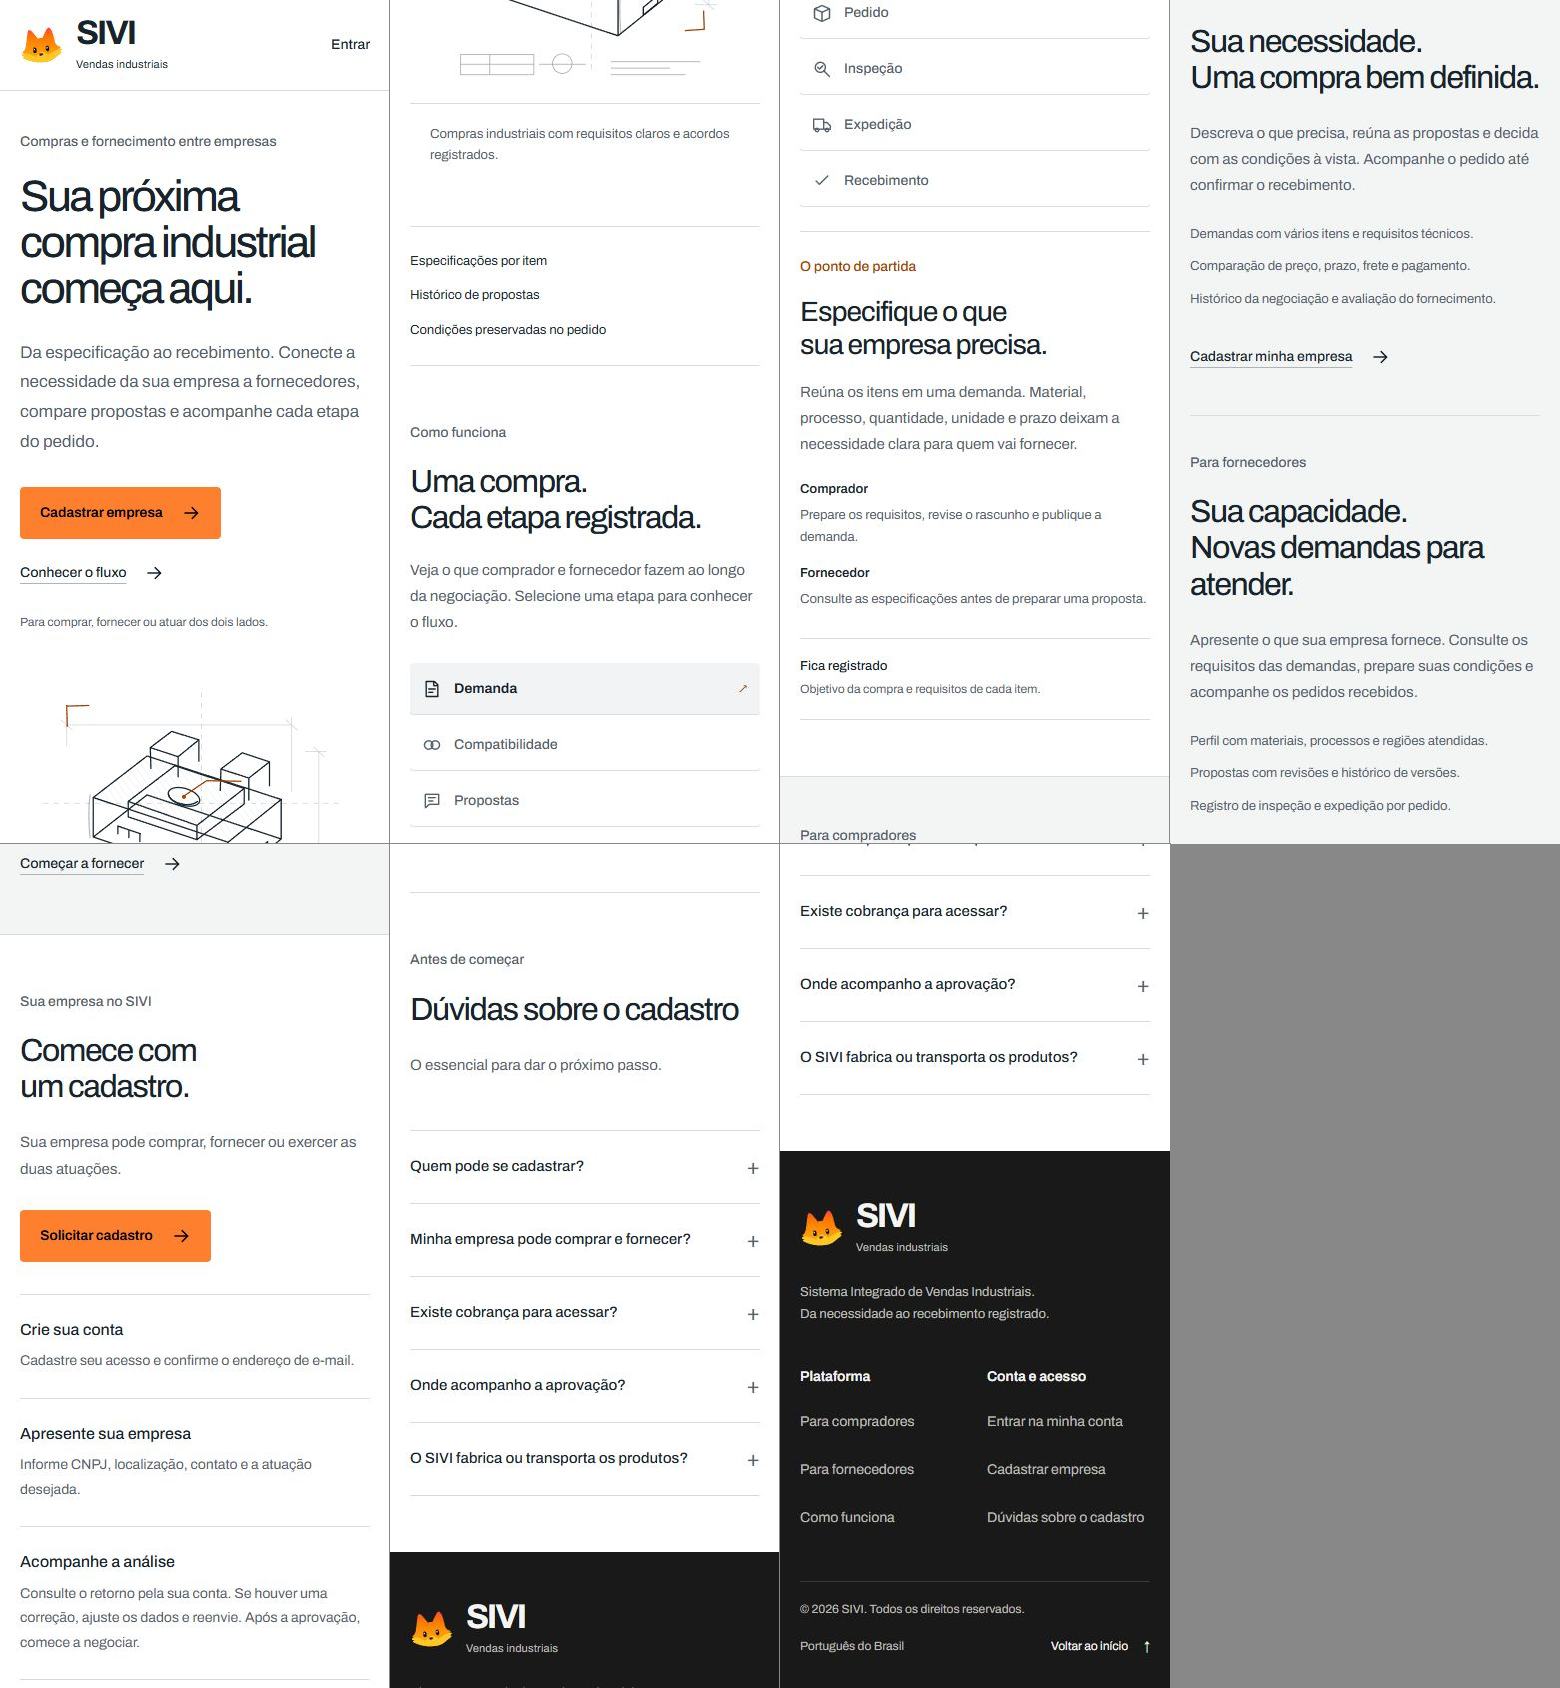 SIVI
Vendas industriais
Entrar
Compras e fornecimento entre empresas
Sua próxima
compra industrial
começa aqui.
Da especificação ao recebimento. Conecte a
necessidade da sua empresa a fornecedores,
compare propostas e acompanhe cada etapa
do pedido.
Cadastrar empresa
Conhecer o fluxo
Para comprar, fornecer ou atuar dos dois lados.
Compras industriais com requisitos claros e acordos
registrados.
Especificações por item
Histórico de propostas
Condições preservadas no pedido
Como funciona
Uma compra.
Cada etapa registrada.
Veja o que comprador e fornecedor fazem ao longo
da negociação. Selecione uma etapa para conhecer
o fluxo.
Demanda
Compatibilidade
Propostas
Pedido
Inspeção
Expedição
Recebimento
O ponto de partida
Especifique o que
sua empresa precisa.
Reúna os itens em uma demanda. Material,
processo, quantidade, unidade e prazo deixam a
necessidade clara para quem vai fornecer.
Comprador
Prepare os requisitos, revise o rascunho e publique a
demanda.
Fornecedor
Consulte as especificações antes de preparar uma proposta.
Fica registrado
Objetivo da compra e requisitos de cada item.
Para compradores
Sua necessidade.
Uma compra bem definida.
Descreva o que precisa, reúna as propostas e decida
com as condições à vista. Acompanhe o pedido até
confirmar o recebimento.
Demandas com vários itens e requisitos técnicos.
Comparação de preço, prazo, frete e pagamento.
Histórico da negociação e avaliação do fornecimento.
Cadastrar minha empresa
Para fornecedores
Sua capacidade.
Novas demandas para
atender.
Apresente o que sua empresa fornece. Consulte os
requisitos das demandas, prepare suas condições e
acompanhe os pedidos recebidos.
Perfil com materiais, processos e regiões atendidas.
Propostas com revisões e histórico de versões.
Registro de inspeção e expedição por pedido.
Começar a fornecer
Sua empresa no SIVI
Comece com
um cadastro.
Sua empresa pode comprar, fornecer ou exercer as
duas atuações.
Solicitar cadastro
Crie sua conta
Cadastre seu acesso e confirme o endereço de e-mail.
Apresente sua empresa
Informe CNPJ, localização, contato e a atuação
desejada.
Acompanhe a análise
Consulte o retorno pela sua conta. Se houver uma
correção, ajuste os dados e reenvie. Após a aprovação,
comece a negociar.
Antes de começar
Dúvidas sobre o cadastro
O essencial para dar o próximo passo.
Quem pode se cadastrar?
Minha empresa pode comprar e fornecer?
Existe cobrança para acessar?
Onde acompanho a aprovação?
O SIVI fabrica ou transporta os produtos?
SIVI
Vendas industriais
Existe cobrança para acessar?
Onde acompanho a aprovação?
O SIVI fabrica ou transporta os produtos?
SIVI
Vendas industriais
Sistema Integrado de Vendas Industriais.
Da necessidade ao recebimento registrado.
Plataforma
Para compradores
Para fornecedores
Como funciona
Conta e acesso
Entrar na minha conta
Cadastrar empresa
Dúvidas sobre o cadastro
© 2026 SIVI. Todos os direitos reservados.
Português do Brasil
Voltar ao início